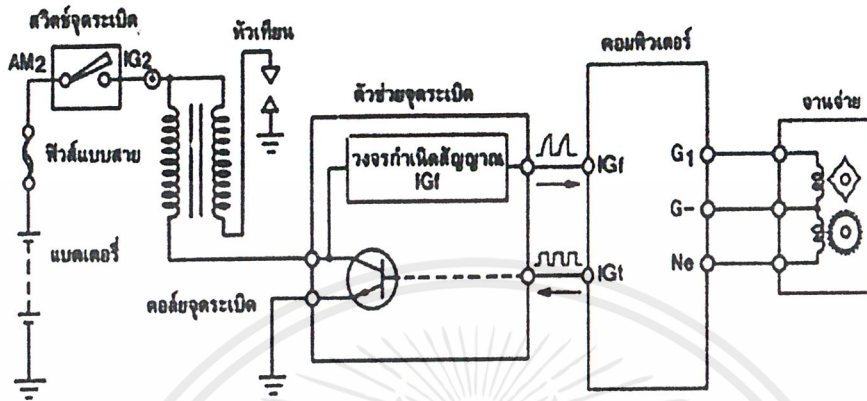 สวิตช์จุดระเบิด
AM2
IG2
หัวเทียน
ฟิวส์แบบสาย
แบตเตอรี่
คอล์ยจุดระเบิด
ตัวช่วยจุดระเบิด
วงจรกำเนิดสัญญาณ
IGf
คอมพิวเตอร์
IGf
IGf
G1
G-
Ne
จานจ่าย